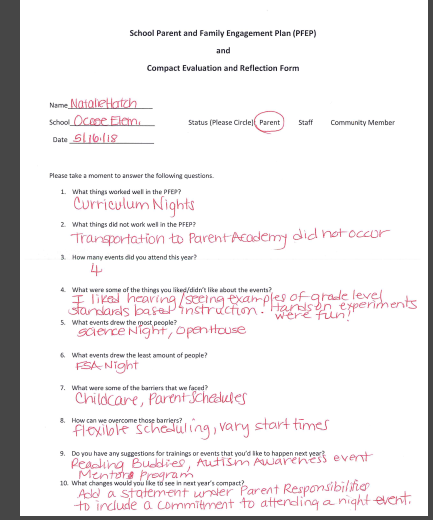 School Parent and Family Engagement Plan (PFEP)
and
Compact Evaluation and Reflection Form
Name Natalie Hatch
School Ocoee Elem. Status (Please Circle) Parent Staff Community Member
Date 5/16/18
Please take a moment to answer the following questions.
1. What things worked well in the PFEP?
Curriculum Nights
2. What things did not work well in the PFEP?
Transportation to Parent Academy did not occur
3. How many events did you attend this year?
4
4. What were some of the things you liked/didn't like about the events?
I liked hearing/seeing examples of grade level
standards based instruction. Hands on experiments
were fun!
5. What events drew the most people?
Science Night, Open House
6. What events drew the least amount of people?
FSA Night
7. What were some of the barriers that we faced?
Childcare, Parent Schedules
8. How can we overcome those barriers?
flexible scheduling, vary start times
9. Do you have any suggestions for trainings or events that you'd like to happen next year?
Reading Buddies, Autism Awareness event
Mentors Program
10. What changes would you like to see in next year's compact?
Add a statement under Parent Responsibilities
to include a commitment to attending a night event.